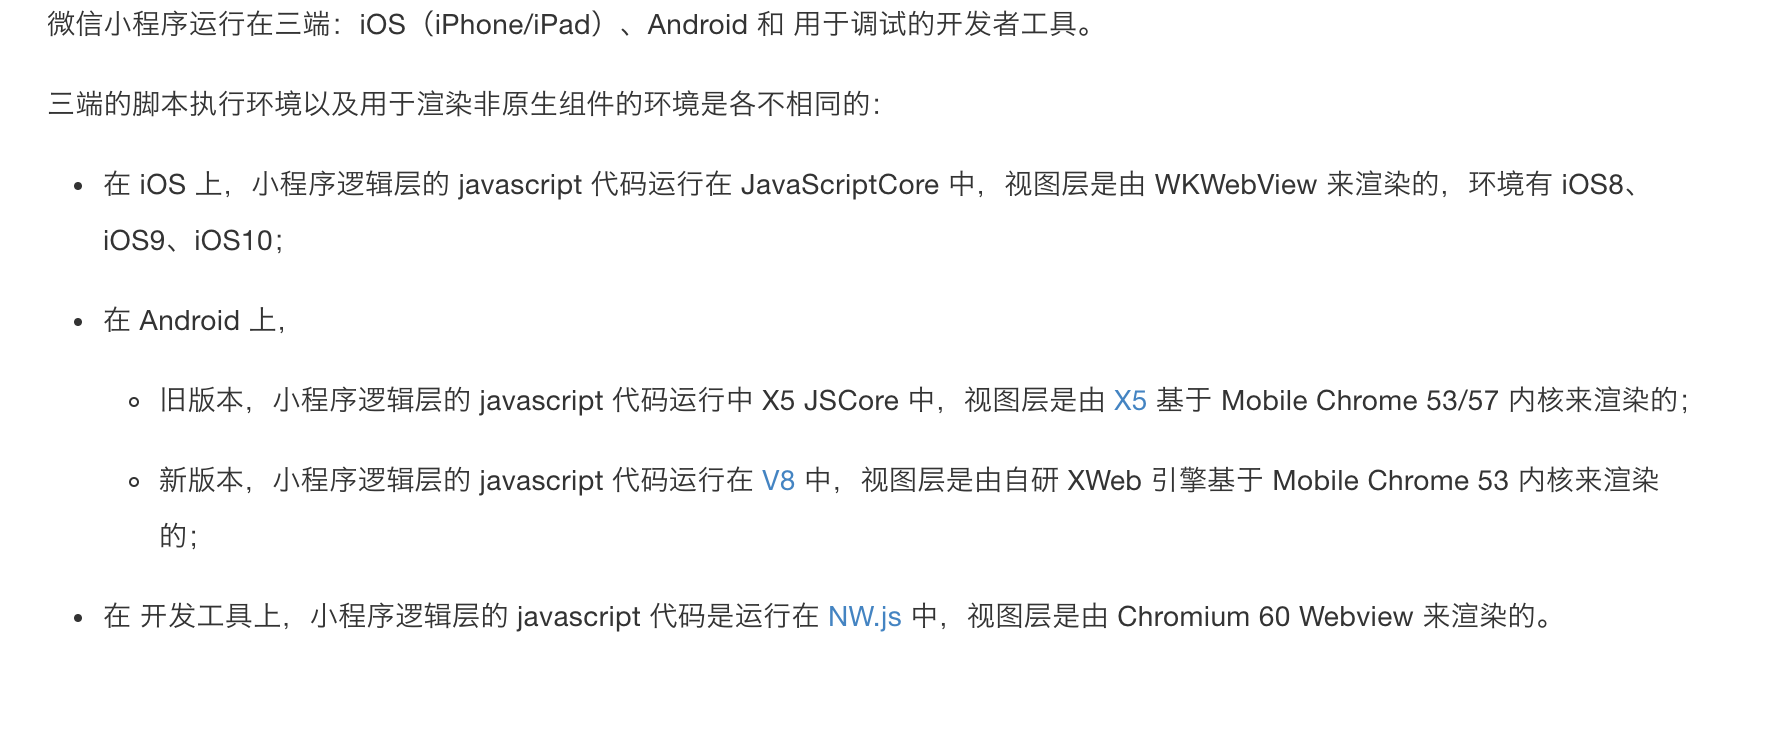 微信小程序运行在三端：iOS（iPhone/iPad）、Android 和 用于调试的开发者工具。
三端的脚本执行环境以及用于渲染非原生组件的环境是各不相同的：
• 在 iOS 上，小程序逻辑层的 javascript 代码运行在 JavaScriptCore 中，视图层是由 WKWebView 来渲染的，环境有 iOS8、
iOS9、iOS10；
• 在 Android 上，
◦ 旧版本，小程序逻辑层的 javascript 代码运行中 X5 JSCore 中，视图层是由 X5 基于 Mobile Chrome 53/57 内核来渲染的；
◦ 新版本，小程序逻辑层的 javascript 代码运行在 V8 中，视图层是由自研 XWeb 引擎基于 Mobile Chrome 53 内核来渲染
的；
• 在 开发工具上，小程序逻辑层的 javascript 代码是运行在 NW.js 中，视图层是由 Chromium 60 Webview 来渲染的。